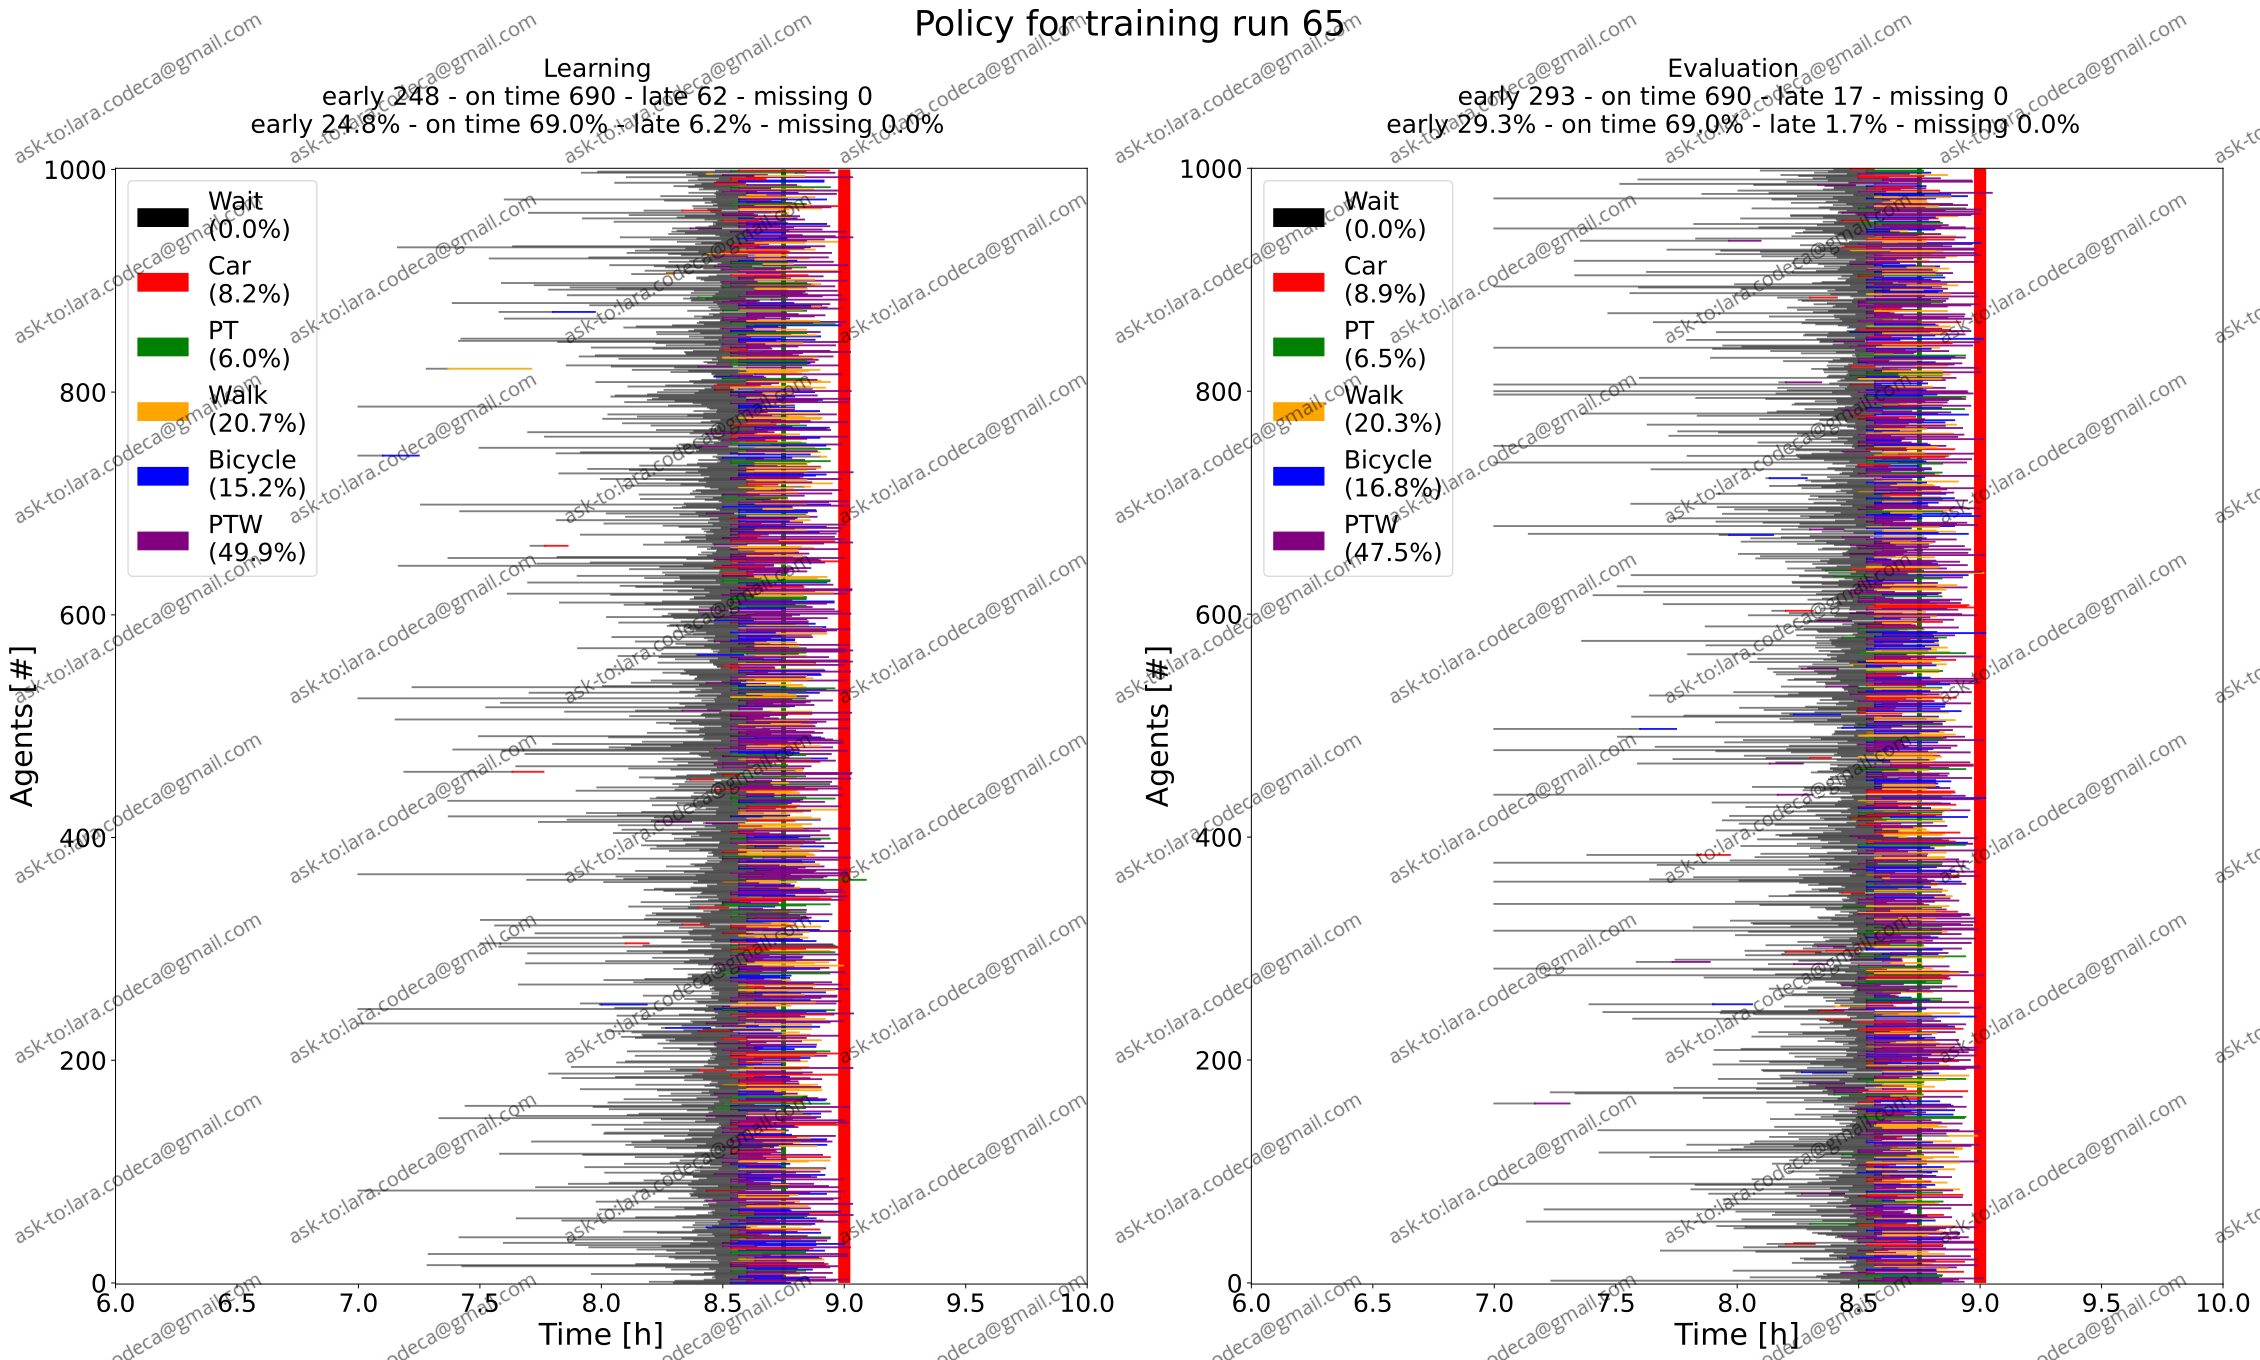 Policy for training run 65
Learning
early 248 - on time 690 - late 62 - missing 0
early 24.8% - on time 69.0% - late 6.2% - missing 0.0%
1000
800
600
400
200
0
Agents [#]
Wait
(0.0%)
Car
(8.2%)
PT
(6.0%)
Walk
(20.7%)
Bicycle
(15.2%)
PTW
(49.9%)
6.0 6.5 7.0 7.5 8.0 8.5 9.0 9.5 10.0
Time [h]
Evaluation
early 293 - on time 690 - late 17 - missing 0
early 29.3% - on time 69.0% - late 1.7% - missing 0.0%
1000
800
600
400
200
0
Agents [#]
Wait
(0.0%)
Car
(8.9%)
PT
(6.5%)
Walk
(20.3%)
Bicycle
(16.8%)
PTW
(47.5%)
6.0 6.5 7.0 7.5 8.0 8.5 9.0 9.5 10.0
Time [h]
ask-to:lara.codeca@gmail.com